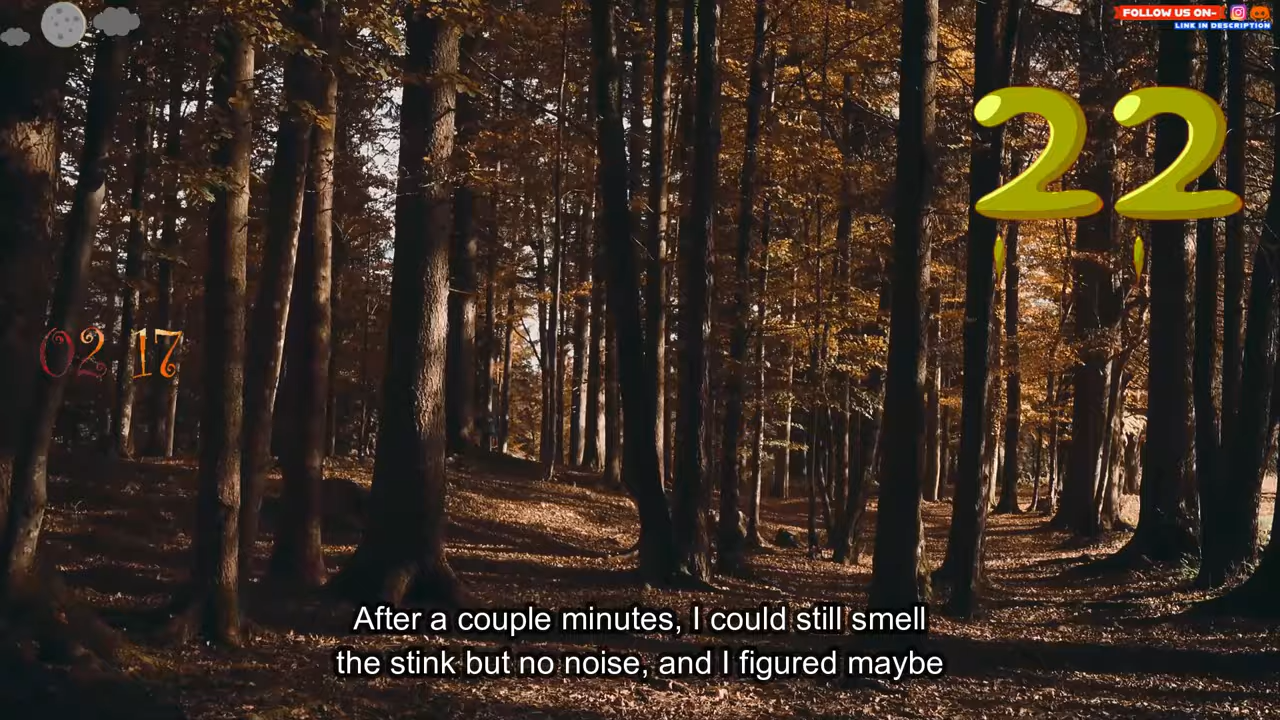 FOLLOW US ON-
LINK IN DESCRIPTION
22
02 17
After a couple minutes, I could still smell
the stink but no noise, and I figured maybe